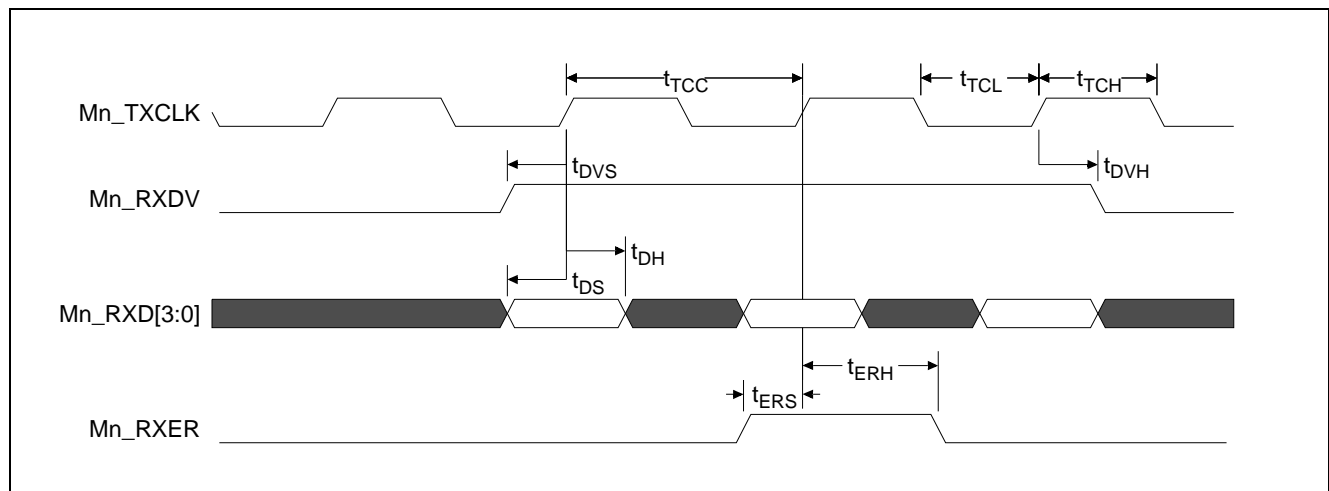 tTCC
tTCL
tTCH
Mn_TXCLK
tDVS
tDVH
Mn_RXDV
tDH
tDS
Mn_RXD[3:0]
tERH
tERS
Mn_RXER